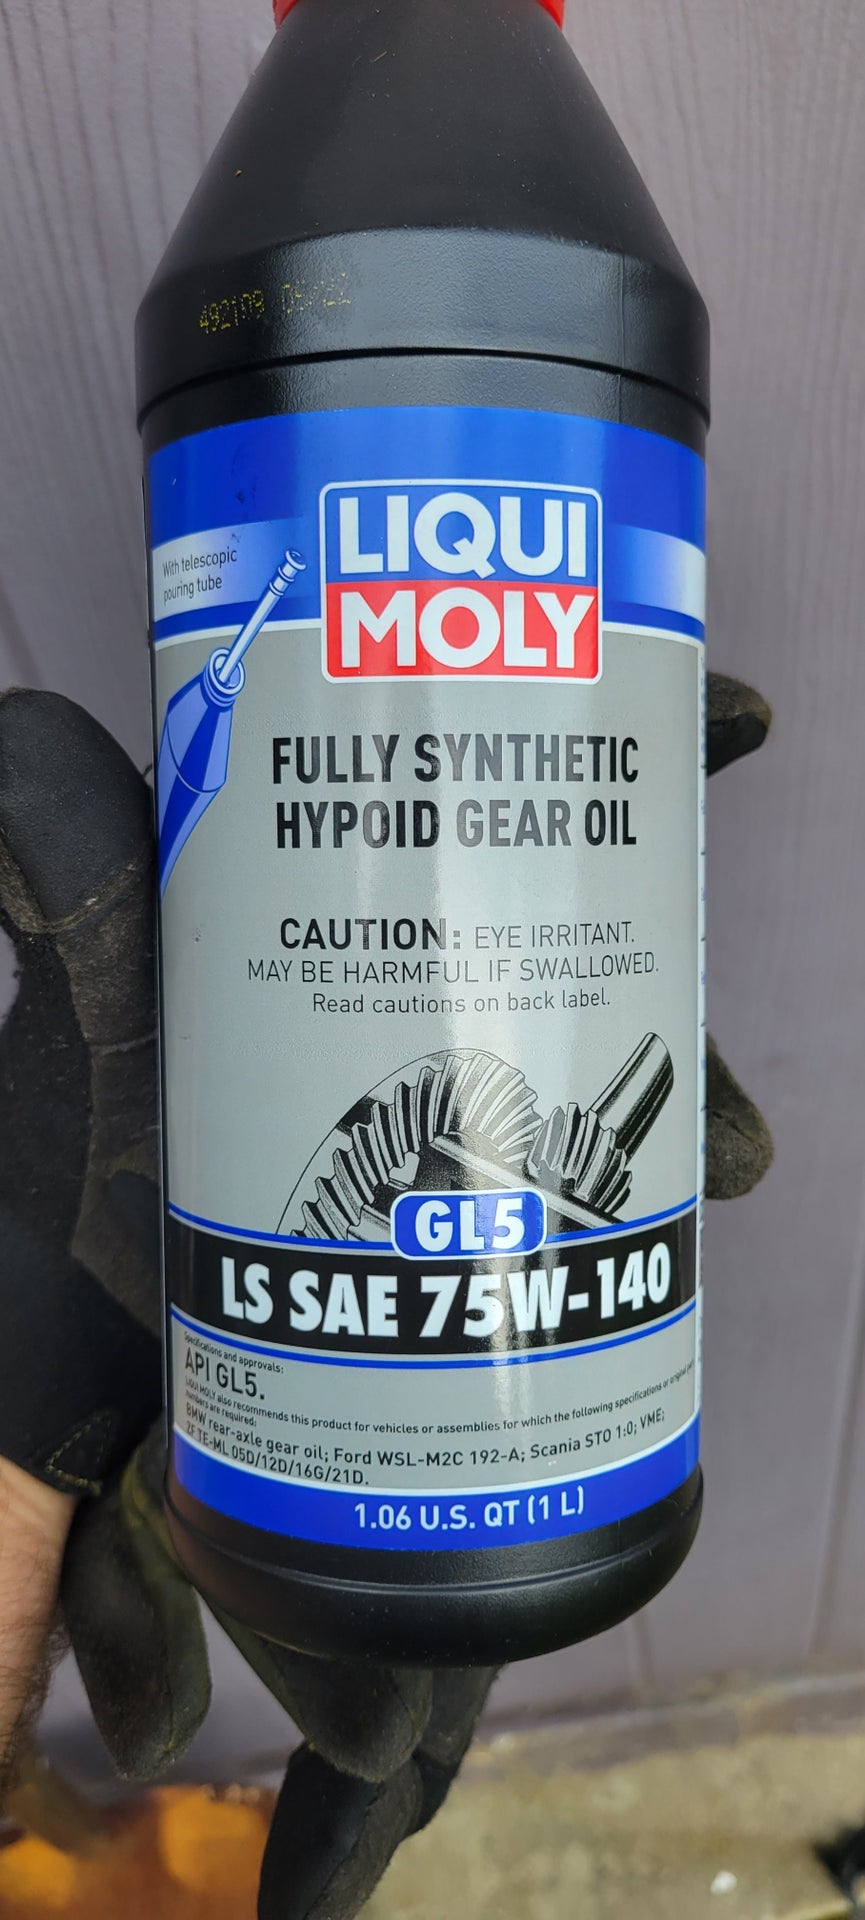 492109
With telescopic
pouring tube
LIQUI
MOLY
FULLY SYNTHETIC
HYPOID GEAR OIL
CAUTION: EYE IRRITANT.
MAY BE HARMFUL IF SWALLOWED.
Read cautions on back label.
GL5
LS SAE 75W-140
Specifications and approvals:
API GL5.
LIQUI MOLY also recommends this product for vehicles or assemblies for which the following specifications or original
numbers are required:
BMW rear-axle gear oil; Ford WSL-M2C 192-A; Scania STO 1:0; VME;
ZF TE-ML 05D/12D/16G/21D.
1.06 U.S. QT (1 L)